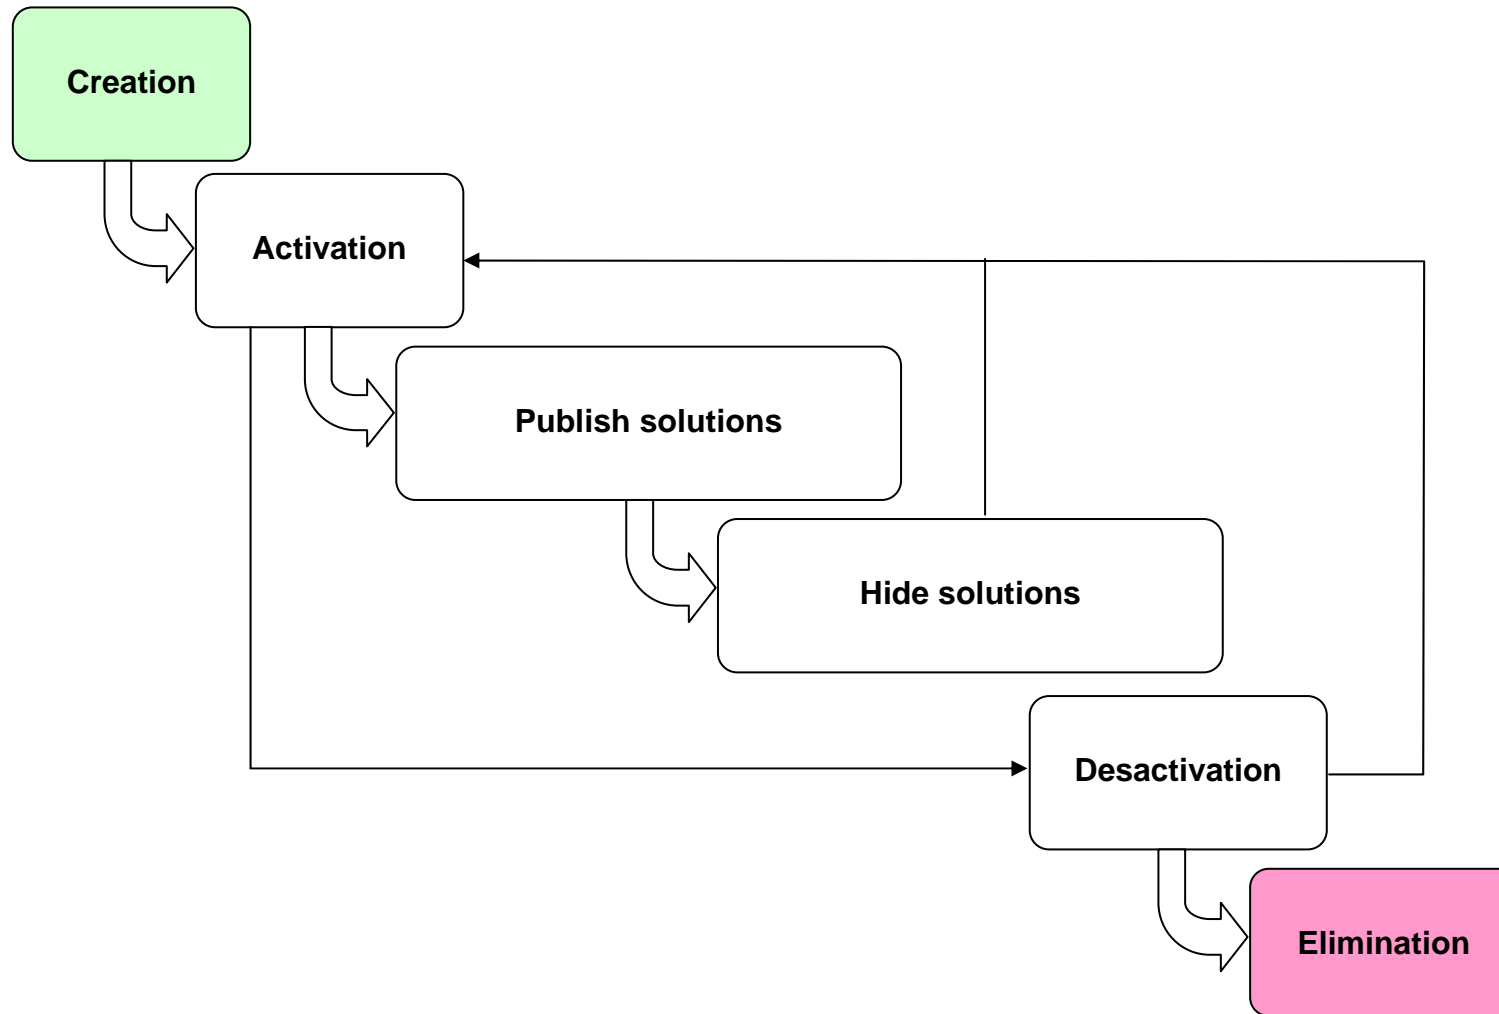 Creation
Activation
Publish solutions
Hide solutions
Desactivation
Elimination